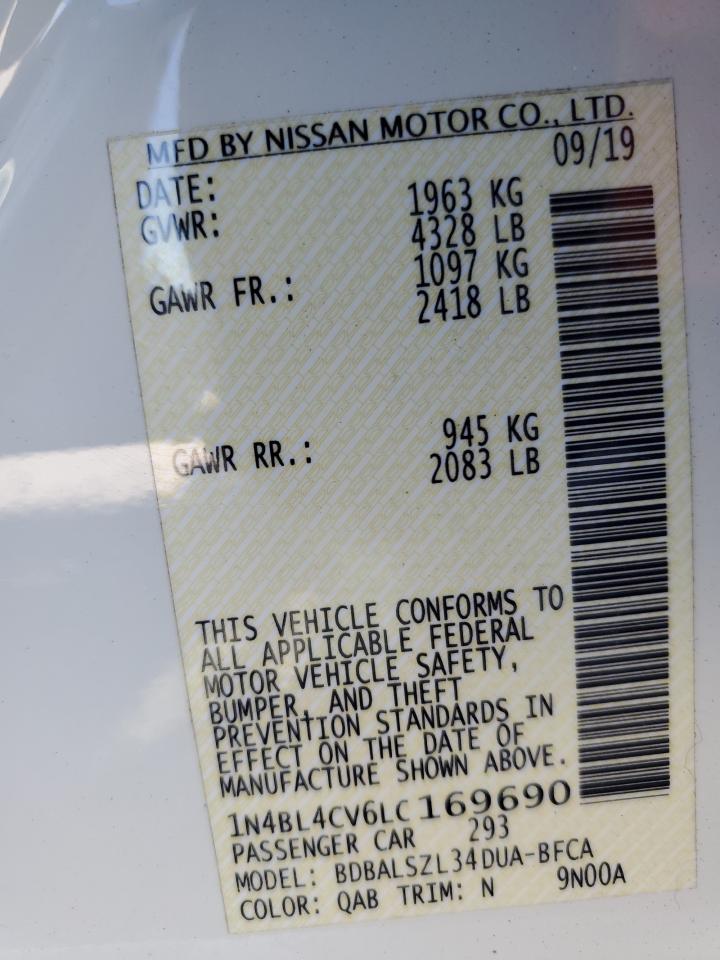 MFD BY NISSAN MOTOR CO., LTD.
DATE: 09/19
GVWR: 1963 KG
4328 LB
GAWR FR.: 1097 KG
2418 LB
GAWR RR.: 945 KG
2083 LB
THIS VEHICLE CONFORMS TO
ALL APPLICABLE FEDERAL
MOTOR VEHICLE SAFETY,
BUMPER, AND THEFT
PREVENTION STANDARDS IN
EFFECT ON THE DATE OF
MANUFACTURE SHOWN ABOVE.
1N4BL4CV6LC169690
PASSENGER CAR 293
MODEL: BDBALSZL34DUA-BFCA
COLOR: QAB TRIM: N 9N00A